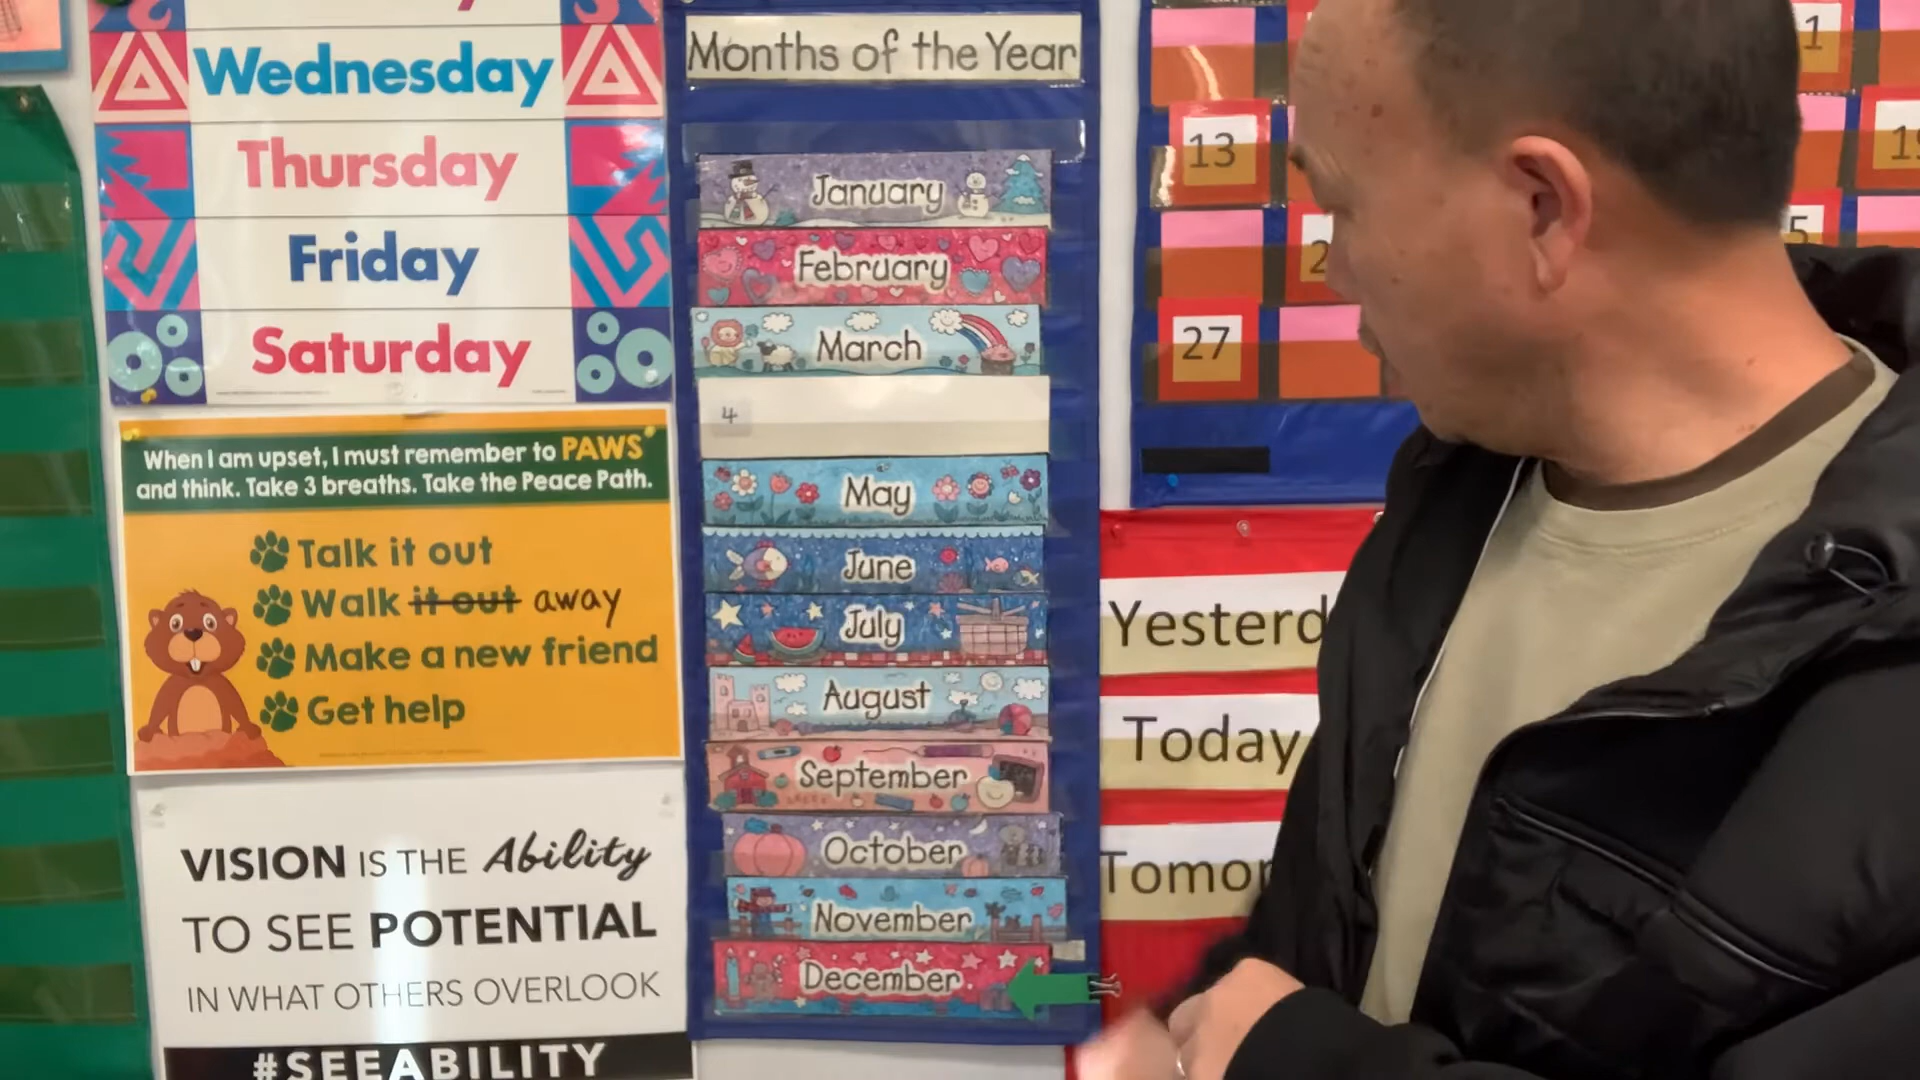 Wednesday
Thursday
Friday
Saturday
When I am upset, I must remember to PAWS
and think. Take 3 breaths. Take the Peace Path.
Talk it out
Walk it out away
Make a new friend
Get help
VISION IS THE Ability
TO SEE POTENTIAL
IN WHAT OTHERS OVERLOOK
#SEEABILITY
Months of the Year
January
February
March
4
May
June
July
August
September
October
November
December
1
13
19
2
5
27
Yesterd
Today
Tomor